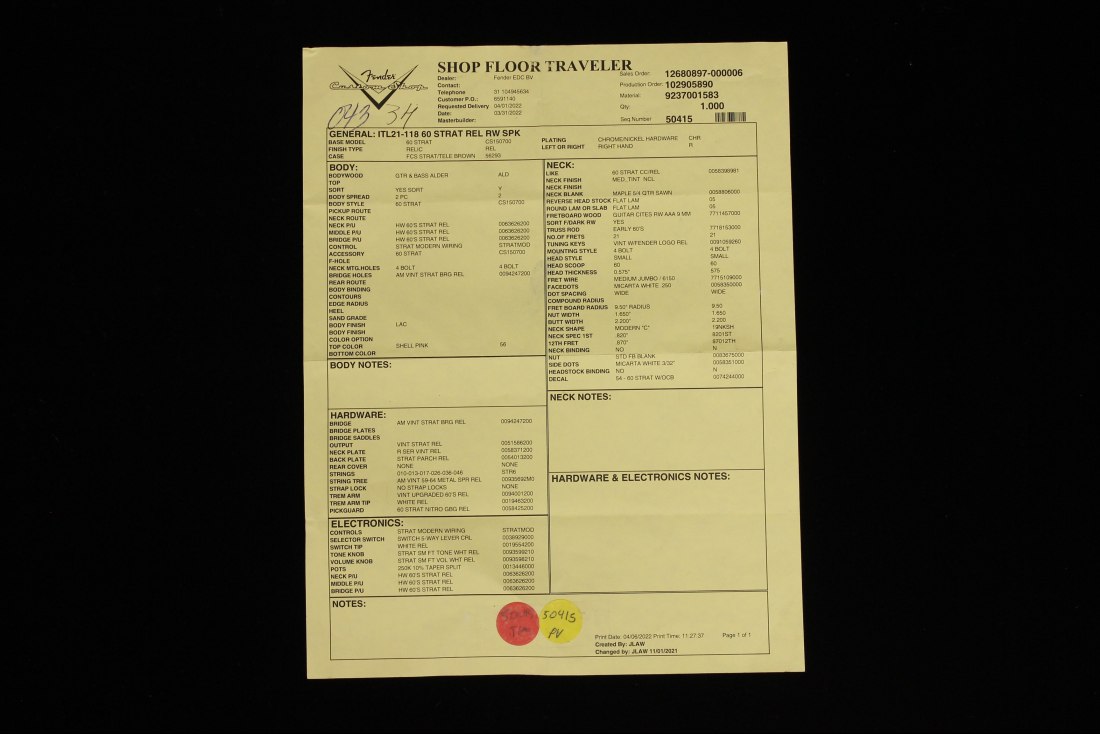 Fender
Custom Shop
SHOP FLOOR TRAVELER
Dealer: Fender EDC BV
Contact:
Telephone 31 104945634
Customer P.O.: 6591140
Requested Delivery 04/01/2022
Date: 03/31/2022
Masterbuilder:
Sales Order: 12680897-000006
Production Order: 102905890
Material: 9237001583
Qty: 1.000
Seq Number 50415
34
GENERAL: ITL21-118 60 STRAT REL RW SPK
BASE MODEL 60 STRAT CS150700
FINISH TYPE RELIC REL
CASE FCS STRAT/TELE BROWN 56293
PLATING CHROME/NICKEL HARDWARE CHR
LEFT OR RIGHT RIGHT HAND R
BODY:
BODYWOOD GTR & BASS ALDER ALD
TOP
SORT YES SORT Y
BODY SPREAD 2 PC 2
BODY STYLE 60 STRAT CS150700
PICKUP ROUTE
NECK ROUTE
NECK P/U HW 60'S STRAT REL 0063626200
MIDDLE P/U HW 60'S STRAT REL 0063626200
BRIDGE P/U HW 60'S STRAT REL 0063626200
CONTROL STRAT MODERN WIRING STRATMOD
ACCESSORY 60 STRAT CS150700
F-HOLE
NECK MTG.HOLES 4 BOLT 4 BOLT
BRIDGE HOLES AM VINT STRAT BRG REL 0094247200
REAR ROUTE
BODY BINDING
CONTOURS
EDGE RADIUS
HEEL
SAND GRADE
BODY FINISH LAC
BODY FINISH
COLOR OPTION
TOP COLOR SHELL PINK 56
BOTTOM COLOR
BODY NOTES:
HARDWARE:
BRIDGE AM VINT STRAT BRG REL 0094247200
BRIDGE PLATES
BRIDGE SADDLES
OUTPUT VINT STRAT REL 0051586200
NECK PLATE R SER VINT REL 0058371200
BACK PLATE STRAT PARCH REL 0054013200
REAR COVER NONE NONE
STRINGS 010-013-017-026-036-046 STR6
STRING TREE AM VINT 59-64 METAL SPR REL 00935692M0
STRAP LOCK NO STRAP LOCKS NONE
TREM ARM VINT UPGRADED 60'S REL 0094001200
TREM ARM TIP WHITE REL 0019463200
PICKGUARD 60 STRAT NITRO GBG REL 0058425200
ELECTRONICS:
CONTROLS STRAT MODERN WIRING STRATMOD
SELECTOR SWITCH SWITCH 5-WAY LEVER CRL 0038929000
SWITCH TIP WHITE REL 0019554200
TONE KNOB STRAT SM FT TONE WHT REL 0093599210
VOLUME KNOB STRAT SM FT VOL WHT REL 0093598210
POTS 250K 10% TAPER SPLIT 0013446000
NECK P/U HW 60'S STRAT REL 0063626200
MIDDLE P/U HW 60'S STRAT REL 0063626200
BRIDGE P/U HW 60'S STRAT REL 0063626200
NECK:
LIKE 60 STRAT CC/REL 0058398981
NECK FINISH MED. TINT NCL
NECK FINISH
NECK BLANK MAPLE 5/4 QTR SAWN 0058806000
REVERSE HEAD STOCK FLAT LAM 05
ROUND LAM OR SLAB FLAT LAM 05
FRETBOARD WOOD GUITAR CITES RW AAA 9 MM 7711457000
SORT F/DARK RW YES
TRUSS ROD EARLY 60'S 7718153000
NO.OF FRETS 21 21
TUNING KEYS VINT W/FENDER LOGO REL 0091059260
MOUNTING STYLE 4 BOLT 4 BOLT
HEAD STYLE SMALL SMALL
HEAD SCOOP 60 60
HEAD THICKNESS 0.575" 575
FRET WIRE MEDIUM JUMBO / 6150 7715109000
FACEDOTS MICARTA WHITE .250 0058350000
DOT SPACING WIDE WIDE
COMPOUND RADIUS
FRET BOARD RADIUS 9.50" RADIUS 9.50
NUT WIDTH 1.650" 1.650
BUTT WIDTH 2.200" 2.200
NECK SHAPE MODERN "C" 19NKSH
NECK SPEC 1ST .820" 8201ST
12TH FRET .870" 87012TH
NECK BINDING NO N
NUT STD FB BLANK 0083675000
SIDE DOTS MICARTA WHITE 3/32" 0058351000
HEADSTOCK BINDING NO N
DECAL 54 - 60 STRAT W/OCB 0074244000
NECK NOTES:
HARDWARE & ELECTRONICS NOTES:
NOTES:
50415
PV
Print Date: 04/06/2022 Print Time: 11:27:37 Page 1 of 1
Created By: JLAW
Changed by: JLAW 11/01/2021